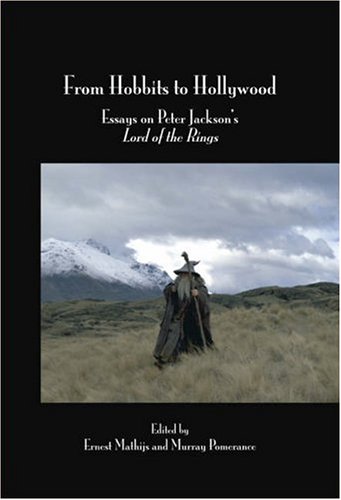 From Hobbits to Hollywood
Essays on Peter Jackson's
Lord of the Rings
Edited by
Ernest Mathijs and Murray Pomerance